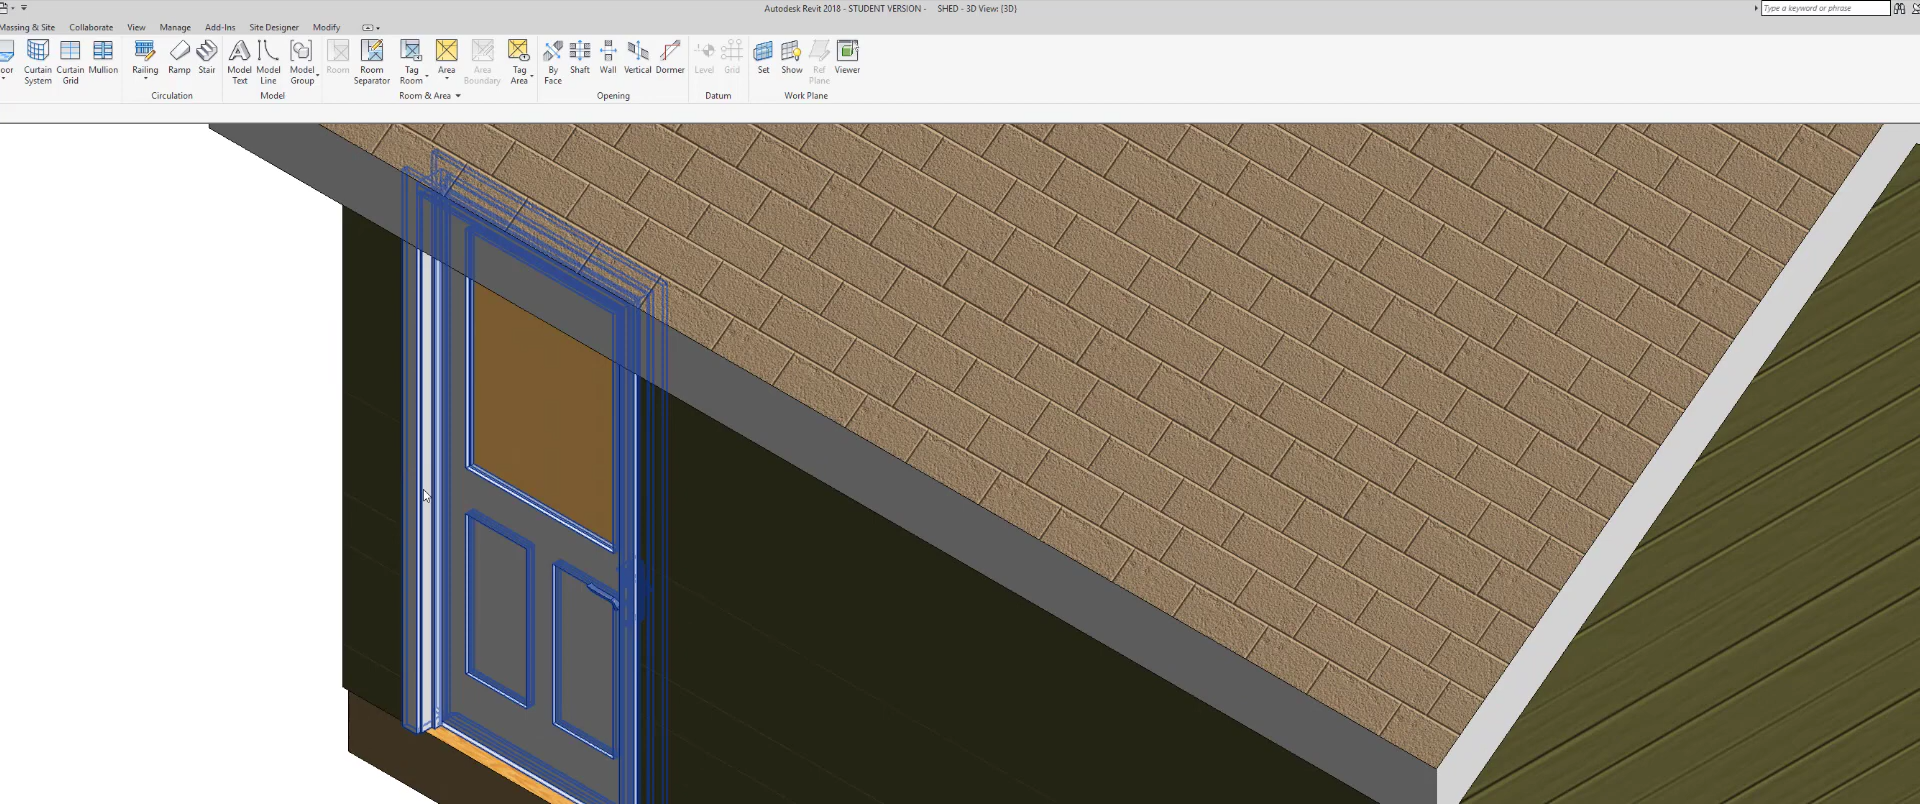 Autodesk Revit 2018 - STUDENT VERSION - SHED - 3D View: {3D}
Type a keyword or phrase
Massing & Site Collaborate View Manage Add-Ins Site Designer Modify
Curtain System Curtain Grid Mullion Railing Ramp Stair Model Text Model Line Model Group Room Room Separator Tag Room Area Area Boundary Tag Area By Face Shaft Wall Vertical Dormer Level Grid Set Show Ref Plane Viewer
Circulation Model Room & Area Opening Datum Work Plane